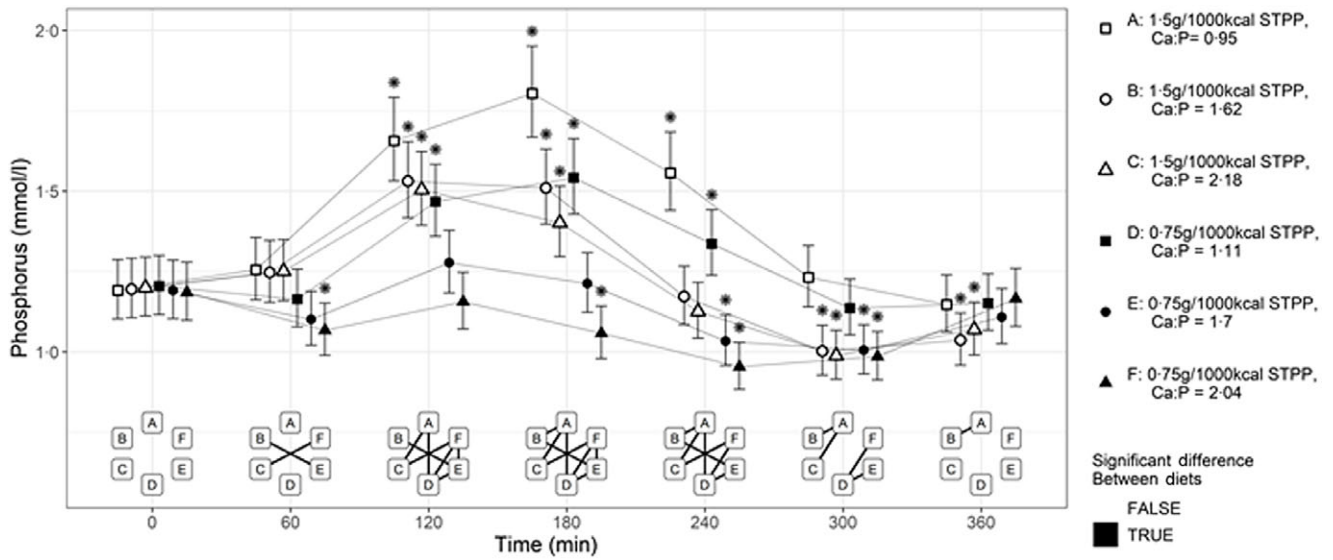 2·0
1·5
1·0
Phosphorus (mmol/l)
A
B F
C E
D
A
B F
C E
D
A
B F
C E
D
A
B F
C E
D
A
B F
C E
D
A
B F
C E
D
A
B F
C E
D
0 60 120 180 240 300 360
Time (min)
A: 1·5g/1000kcal STPP,
Ca:P= 0·95
B: 1·5g/1000kcal STPP,
Ca:P = 1·62
C: 1·5g/1000kcal STPP,
Ca:P = 2·18
D: 0·75g/1000kcal STPP,
Ca:P = 1·11
E: 0·75g/1000kcal STPP,
Ca:P = 1·7
F: 0·75g/1000kcal STPP,
Ca:P = 2·04
Significant difference
Between diets
FALSE
TRUE